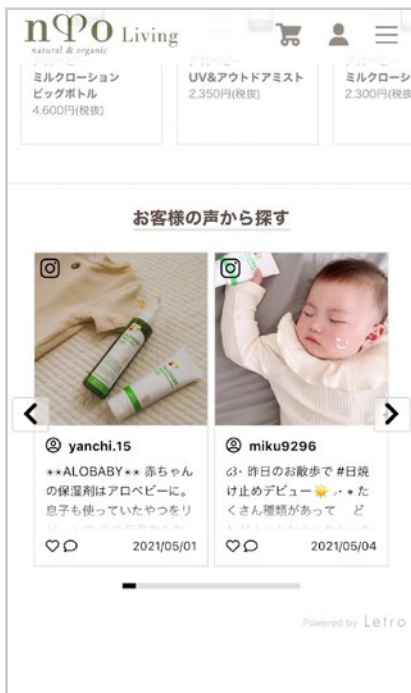 nΦo Living
natural & organic
ミルクローション
ビッグボトル
4,600円(税抜)
UV&アウトドアミスト
2,350円(税抜)
ミルクローシ
2,300円(税抜
お客様の声から探す
yanchi.15
**ALOBABY** 赤ちゃん
の保湿剤はアロベビーに。
息子も使っていたやつをリ
2021/05/01
miku9296
昨日のお散歩で #日焼
け止めデビュー☀️
たくさん種類があって ど
2021/05/04
Powered by Letro